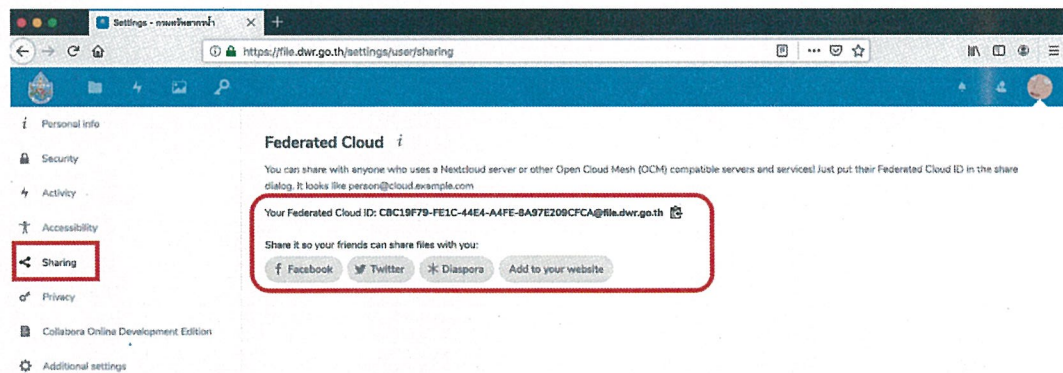 Settings - กรมทรัพยากรน้ำ
https://file.dwr.go.th/settings/user/sharing
Personal info
Security
Activity
Accessibility
Sharing
Privacy
Collabora Online Development Edition
Additional settings
Federated Cloud
You can share with anyone who uses a Nextcloud server or other Open Cloud Mesh (OCM) compatible servers and services! Just put their Federated Cloud ID in the share
dialog. It looks like person@cloud.example.com
Your Federated Cloud ID: C8C19F79-FE1C-44E4-A4FE-8A97E209CFCA@file.dwr.go.th
Share it so your friends can share files with you:
Facebook Twitter Diaspora Add to your website